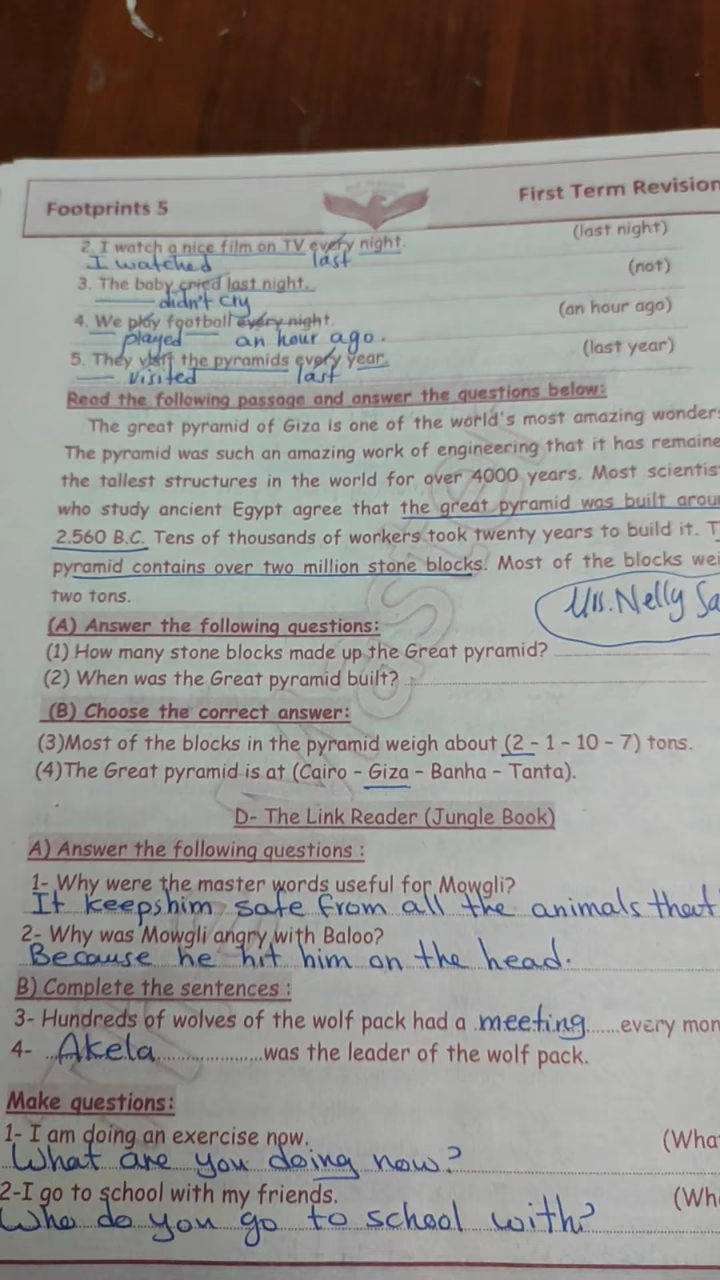 Footprints 5
First Term Revision
2. I watch a nice film on TV every night. (last night)
I watched last
3. The baby cried last night. (not)
didn't cry
4. We play football every night. (an hour ago)
played an hour ago.
5. They visit the pyramids every year. (last year)
visited last
Read the following passage and answer the questions below:
The great pyramid of Giza is one of the world's most amazing
The pyramid was such an amazing work of engineering that it has
the tallest structures in the world for over 4000 years. Most
who study ancient Egypt agree that the great pyramid was built
2.560 B.C. Tens of thousands of workers took twenty years to build it.
pyramid contains over two million stone blocks. Most of the blocks
two tons.
Mrs. Nelly
(A) Answer the following questions:
(1) How many stone blocks made up the Great pyramid?
(2) When was the Great pyramid built?
(B) Choose the correct answer:
(3)Most of the blocks in the pyramid weigh about (2 - 1 - 10 - 7) tons.
(4)The Great pyramid is at (Cairo - Giza - Banha - Tanta).
Master
D- The Link Reader (Jungle Book)
A) Answer the following questions :
1- Why were the master words useful for Mowgli?
It keeps him safe from all the animals that
2- Why was Mowgli angry with Baloo?
Because he hit him on the head.
B) Complete the sentences :
3- Hundreds of wolves of the wolf pack had a meeting ......every
4- ...Akela....................was the leader of the wolf pack.
Make questions:
1- I am doing an exercise now.
What are you doing now?
2-I go to school with my friends.
Who do you go to school with?